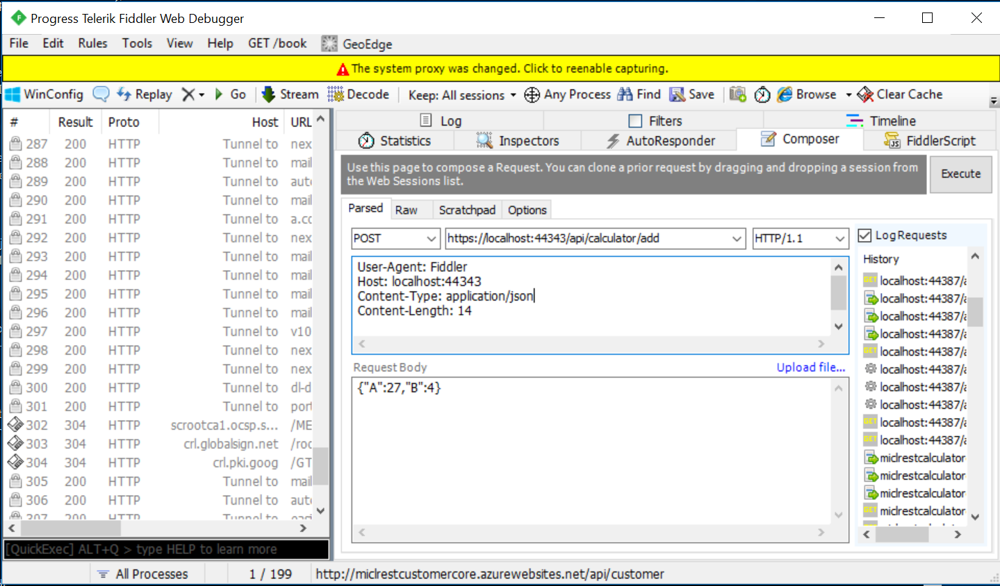 Progress Telerik Fiddler Web Debugger
File Edit Rules Tools View Help GET /book GeoEdge
The system proxy was changed. Click to reenable capturing.
WinConfig Replay Go Stream Decode Keep: All sessions Any Process Find Save Browse Clear Cache
# Result Proto Host URL
287 200 HTTP Tunnel to nex
288 200 HTTP Tunnel to mail
289 200 HTTP Tunnel to aut
290 200 HTTP Tunnel to mail
291 200 HTTP Tunnel to a.cc
292 200 HTTP Tunnel to nex
293 200 HTTP Tunnel to mail
294 200 HTTP Tunnel to mail
295 200 HTTP Tunnel to mail
296 200 HTTP Tunnel to mail
297 200 HTTP Tunnel to v10
298 200 HTTP Tunnel to nex
299 200 HTTP Tunnel to nex
300 200 HTTP Tunnel to dl-d
301 200 HTTP Tunnel to port
302 304 HTTP scrootca1.ocsp.s... /ME
303 304 HTTP crl.globalsign.net /roo
304 304 HTTP crl.pki.goog /GT
305 200 HTTP Tunnel to mail
306 200 HTTP Tunnel to aut
307 200 HTTP Tunnel to
[QuickExec] ALT+Q > type HELP to learn more
Log Filters Timeline
Statistics Inspectors AutoResponder Composer FiddlerScript
Use this page to compose a Request. You can clone a prior request by dragging and dropping a session from
the Web Sessions list.
Execute
Parsed Raw Scratchpad Options
POST https://localhost:44343/api/calculator/add HTTP/1.1
User-Agent: Fiddler
Host: localhost:44343
Content-Type: application/json
Content-Length: 14
Request Body Upload file...
{"A":27,"B":4}
Log Requests
History
GET localhost:44387/a
localhost:44387/a
localhost:44387/a
localhost:44387/a
GET localhost:44387/a
localhost:44387/a
localhost:44387/a
localhost:44387/a
GET localhost:44387/a
GET localhost:44387/a
miclrestcalculator
miclrestcalculator
miclrestcalculator
GET miclrestcalculator
All Processes 1 / 199 http://miclrestcustomercore.azurewebsites.net/api/customer